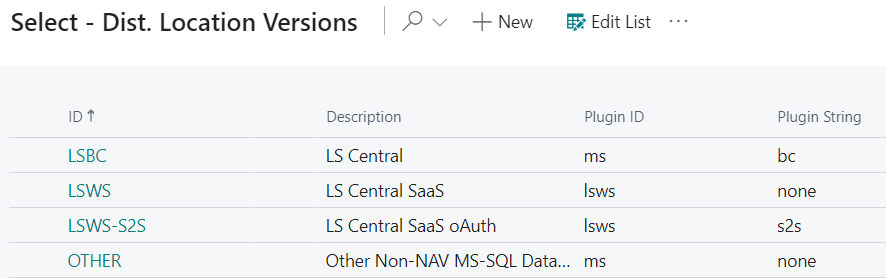 Select - Dist. Location Versions + New Edit List ...
ID ↑ Description Plugin ID Plugin String
LSBC LS Central ms bc
LSWS LS Central SaaS lsws none
LSWS-S2S LS Central SaaS oAuth lsws s2s
OTHER Other Non-NAV MS-SQL Data... ms none